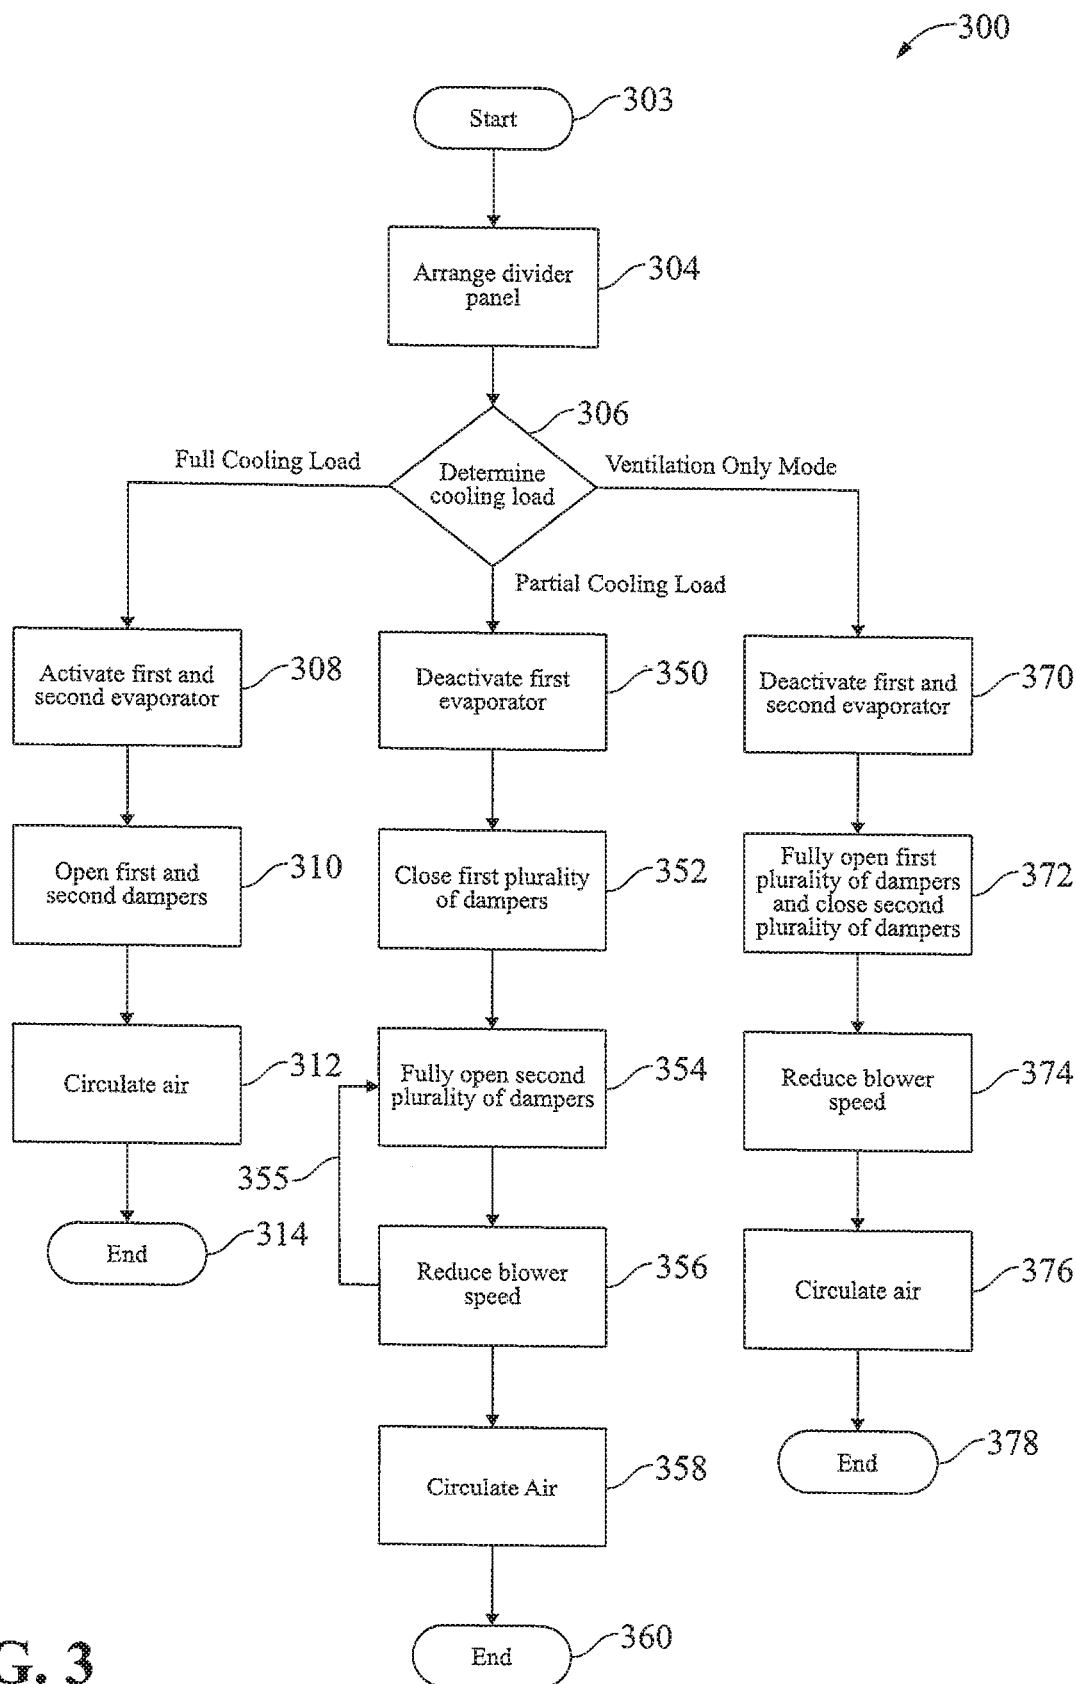 300
Start
303
Arrange divider
panel
304
306
Determine
cooling load
Full Cooling Load
Ventilation Only Mode
Partial Cooling Load
Activate first and
second evaporator
308
Open first and
second dampers
310
Circulate air
312
End
314
Deactivate first
evaporator
350
Close first plurality
of dampers
352
Fully open second
plurality of dampers
354
355
Reduce blower
speed
356
Circulate Air
358
End
360
Deactivate first and
second evaporator
370
Fully open first
plurality of dampers
and close second
plurality of dampers
372
Reduce blower
speed
374
Circulate air
376
End
378
G. 3